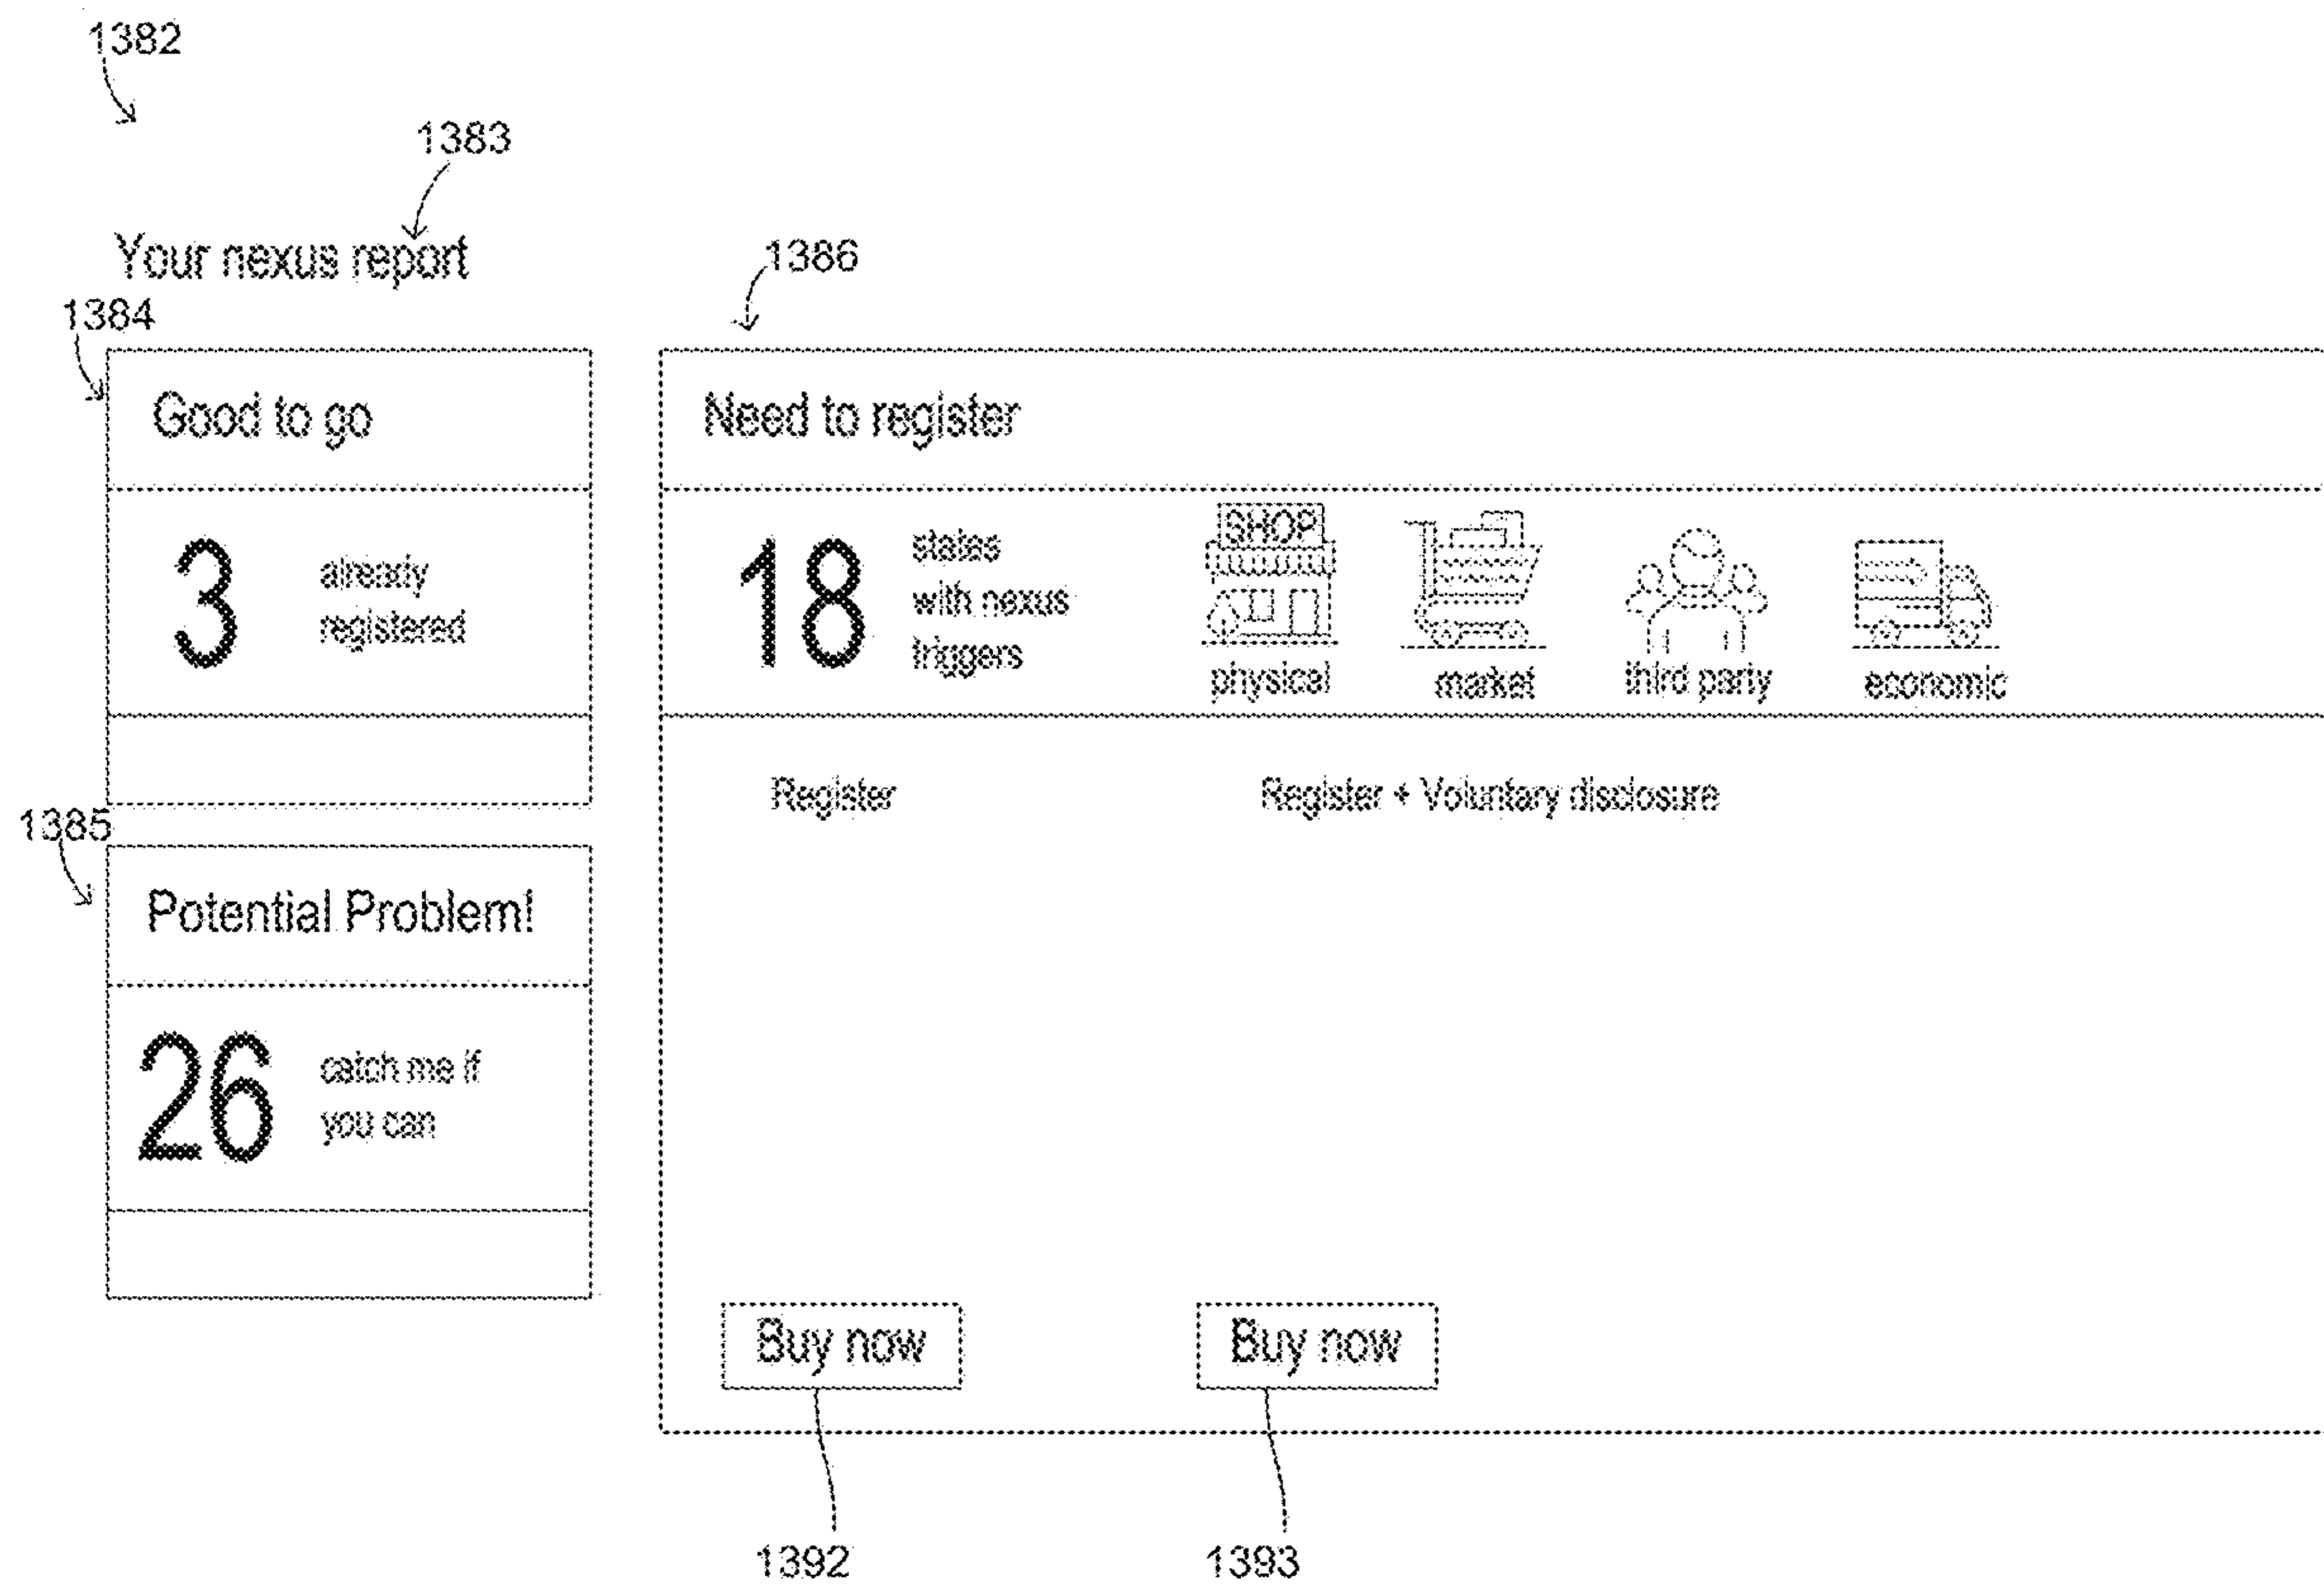 1382
1383
Your nexus report
1384
1386
Good to go
Need to register
3
already
registered
18
states
with nexus
triggers
SHOP
physical
market
third party
economic
Register
Register + Voluntary disclosure
1385
Potential Problem!
26
catch me if
you can
Buy now
Buy now
1392
1393